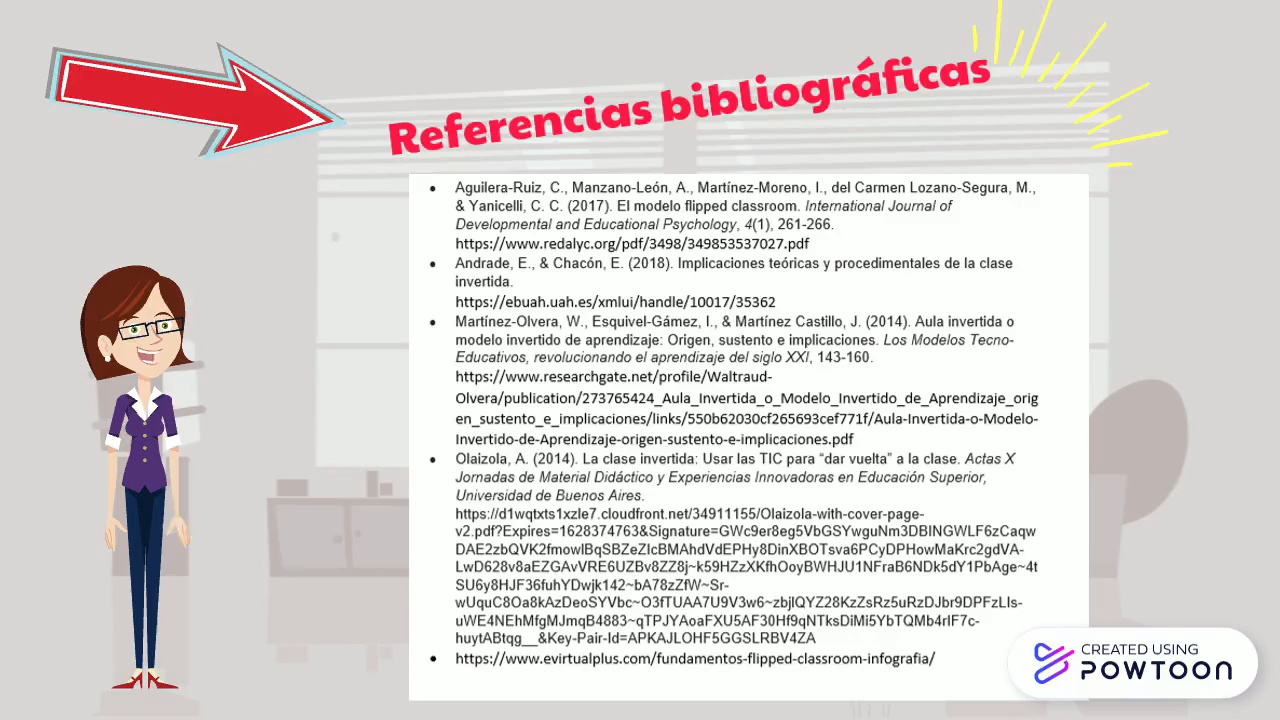 Referencias bibliográficas
• Aguilera-Ruiz, C., Manzano-León, A., Martínez-Moreno, I., del Carmen Lozano-Segura, M.,
& Yanicelli, C. C. (2017). El modelo flipped classroom. International Journal of
Developmental and Educational Psychology, 4(1), 261-266.
https://www.redalyc.org/pdf/3498/349853537027.pdf
• Andrade, E., & Chacón, E. (2018). Implicaciones teóricas y procedimentales de la clase
invertida.
https://ebuah.uah.es/xmlui/handle/10017/35362
• Martínez-Olvera, W., Esquivel-Gámez, I., & Martínez Castillo, J. (2014). Aula invertida o
modelo invertido de aprendizaje: Origen, sustento e implicaciones. Los Modelos Tecno-
Educativos, revolucionando el aprendizaje del siglo XXI, 143-160.
https://www.researchgate.net/profile/Waltraud-
Olvera/publication/273765424_Aula_Invertida_o_Modelo_Invertido_de_Aprendizaje_orig
en_sustento_e_implicaciones/links/550b62030cf265693cef771f/Aula-Invertida-o-Modelo-
Invertido-de-Aprendizaje-origen-sustento-e-implicaciones.pdf
• Olaizola, A. (2014). La clase invertida: Usar las TIC para “dar vuelta” a la clase. Actas X
Jornadas de Material Didáctico y Experiencias Innovadoras en Educación Superior,
Universidad de Buenos Aires.
https://d1wqtxts1xzle7.cloudfront.net/34911155/Olaizola-with-cover-page-
v2.pdf?Expires=1628374763&Signature=GWc9er8eg5VbGSYwguNm3DBINGWLF6zCaqw
DAE2zbQVK2fmowlBqSBZeZIcBMAhdVdEPHy8DinXBOTsva6PCyDPHowMaKrc2gdVA-
LwD628v8aEZGAvVRE6UZBv8ZZ8j~k59HZzXKfhOoyBWHJU1NFraB6NDk5dY1PbAge~4t
SU6y8HJF36fuhYDwjk142~bA78zZfW~Sr-
wUquC8Oa8kAzDeoSYVbc~O3fTUAA7U9V3w6~zbjlQYZ28KzZsRz5uRzDJbr9DPFzLIs-
uWE4NEhMfgMJmqB4883~qTPJYAoaFXU5AF30Hf9qNTksDiMi5YbTQMb4rIF7c-
huytABtqg__&Key-Pair-Id=APKAJLOHF5GGSLRBV4ZA
• https://www.evirtualplus.com/fundamentos-flipped-classroom-infografia/
CREATED USING
POWTOON